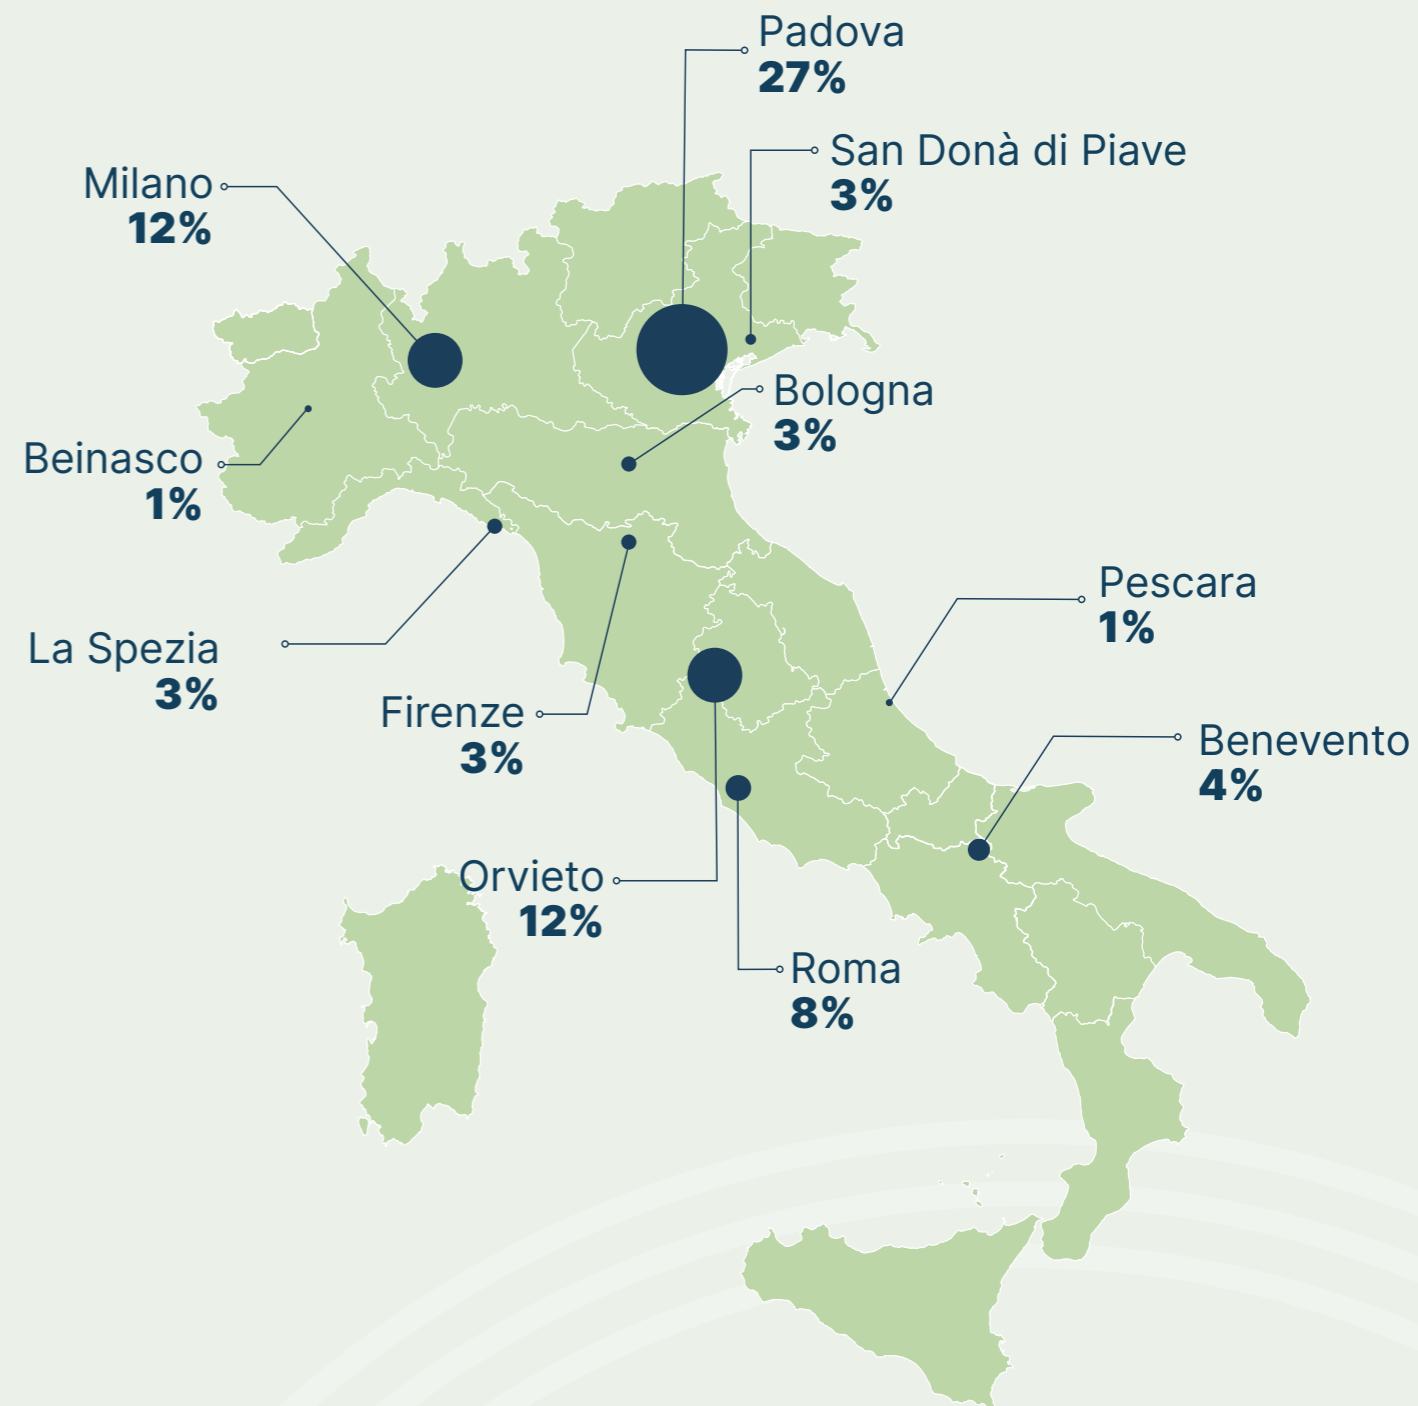 Padova
27%
San Donà di Piave
3%
Milano
12%
Bologna
3%
Beinasco
1%
La Spezia
3%
Firenze
3%
Pescara
1%
Benevento
4%
Orvieto
12%
Roma
8%